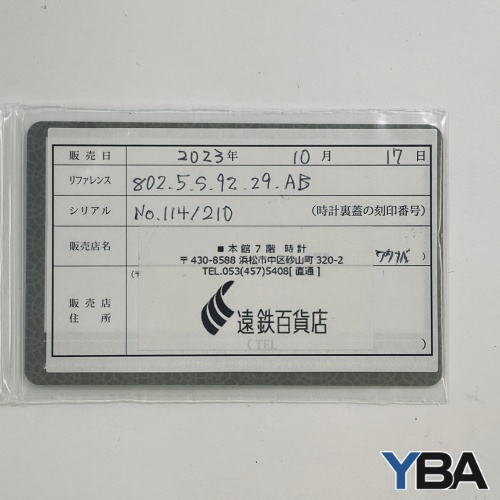 販売日 2023年 10月 17日
リファレンス 802.5.S.92.29.AB
シリアル No.114/210 (時計裏蓋の刻印番号)
販売店名 )
■本館7階 時計
〒430-8588 浜松市中区砂山町 320-2
TEL.053(457)5408[直通]
(〒
販売店
住所
遠鉄百貨店
(TEL )
YBA